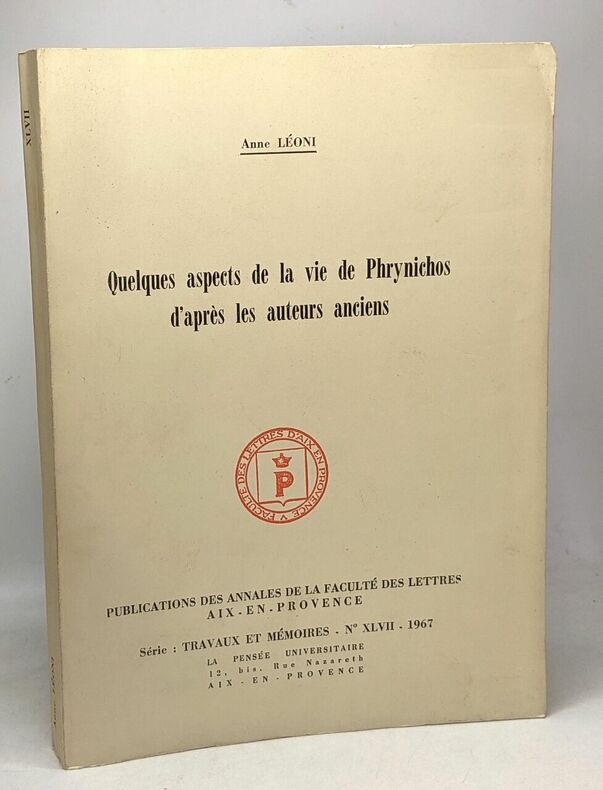 XLVII
Anne LÉONI
Quelques aspects de la vie de Phrynichos
d'après les auteurs anciens
FACULTÉ DES LETTRES D'AIX EN PROVENCE
P
PUBLICATIONS DES ANNALES DE LA FACULTÉ DES LETTRES
AIX-EN-PROVENCE
Série : TRAVAUX ET MÉMOIRES - N° XLVII - 1967
LA PENSÉE UNIVERSITAIRE
12, bis, Rue Nazareth
AIX - EN - PROVENCE
Anne LÉONI